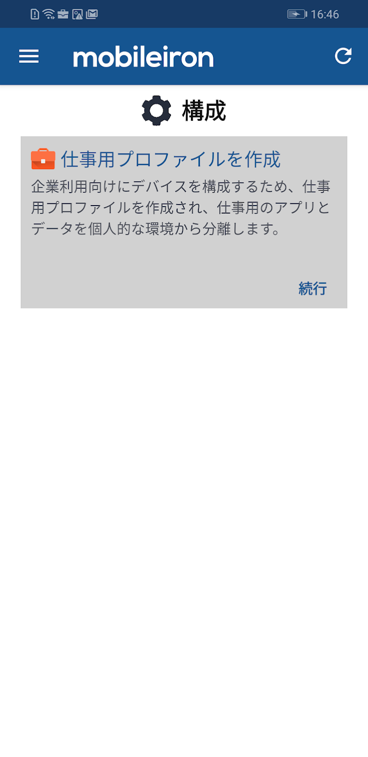 16:46
mobileiron
構成
仕事用プロファイルを作成
企業利用向けにデバイスを構成するため、仕事
用プロファイルを作成され、仕事用のアプリと
データを個人的な環境から分離します。
続行